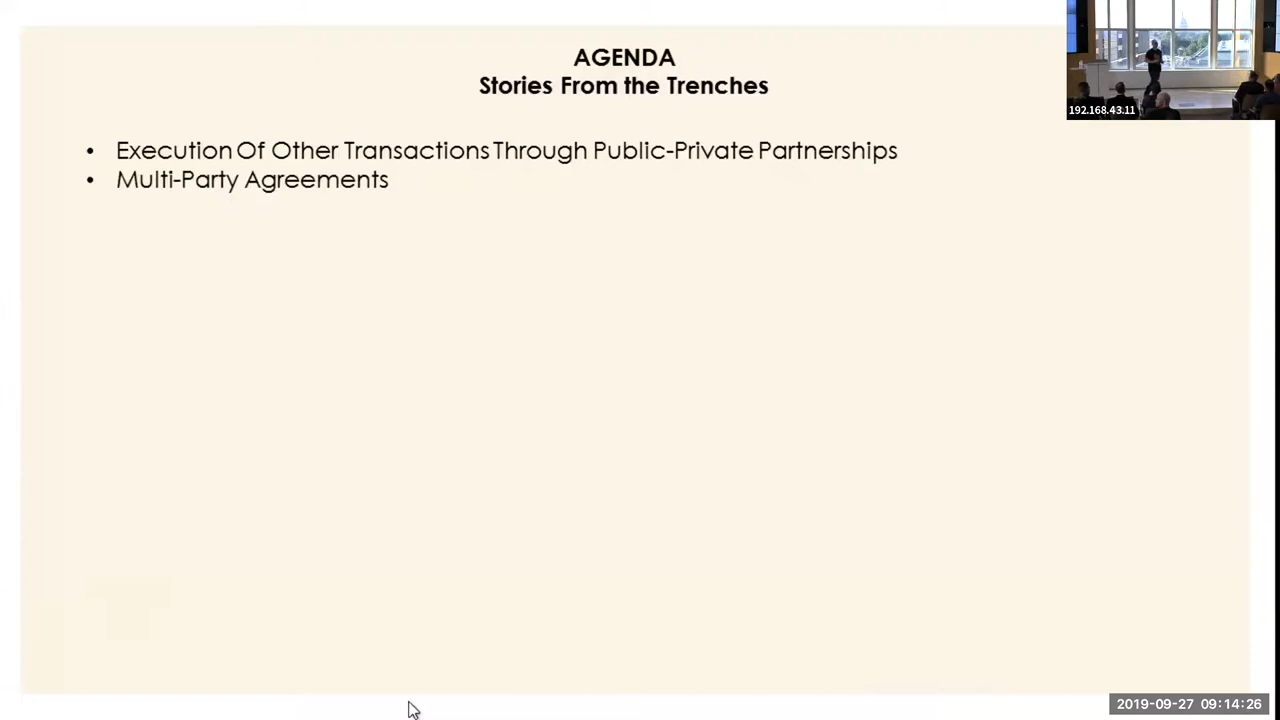 AGENDA
Stories From the Trenches
• Execution Of Other Transactions Through Public-Private Partnerships
• Multi-Party Agreements
192.168.43.11
2019-09-27 09:14:26